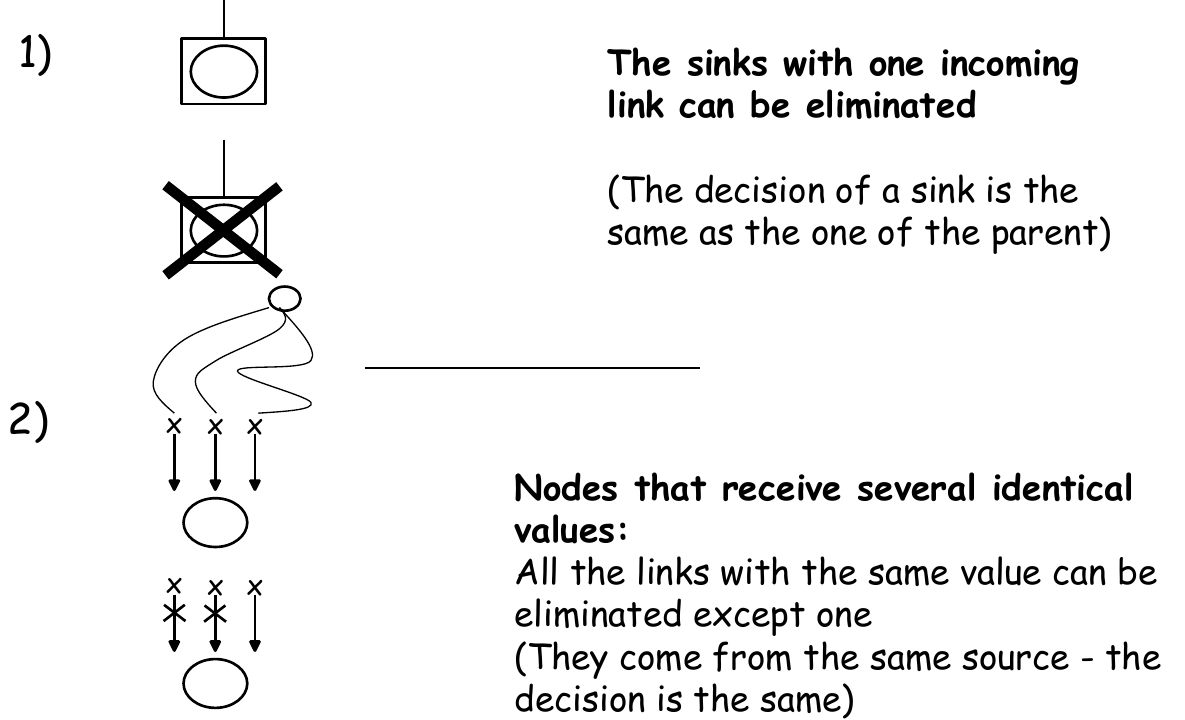 1)
The sinks with one incoming
link can be eliminated
(The decision of a sink is the
same as the one of the parent)
2)
x x x
Nodes that receive several identical
values:
All the links with the same value can be
eliminated except one
(They come from the same source - the
decision is the same)
x x x